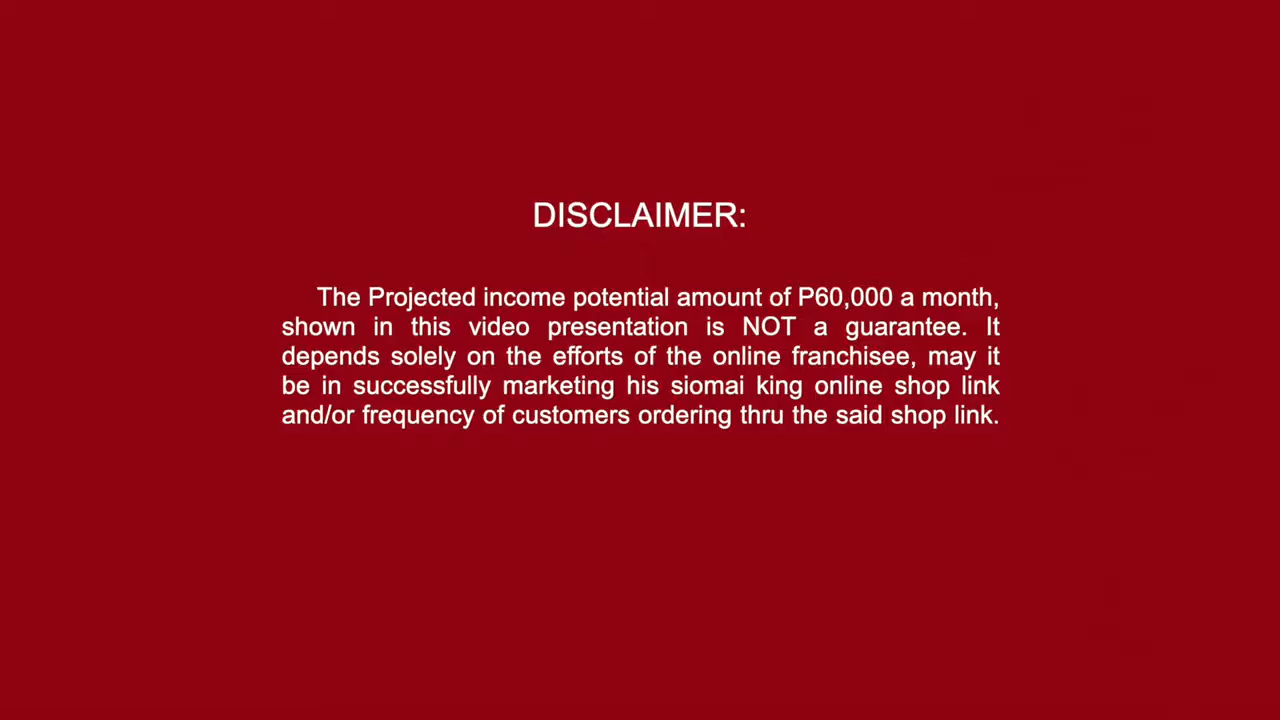 DISCLAIMER:
The Projected income potential amount of P60,000 a month,
shown in this video presentation is NOT a guarantee. It
depends solely on the efforts of the online franchisee, may it
be in successfully marketing his siomai king online shop link
and/or frequency of customers ordering thru the said shop link.